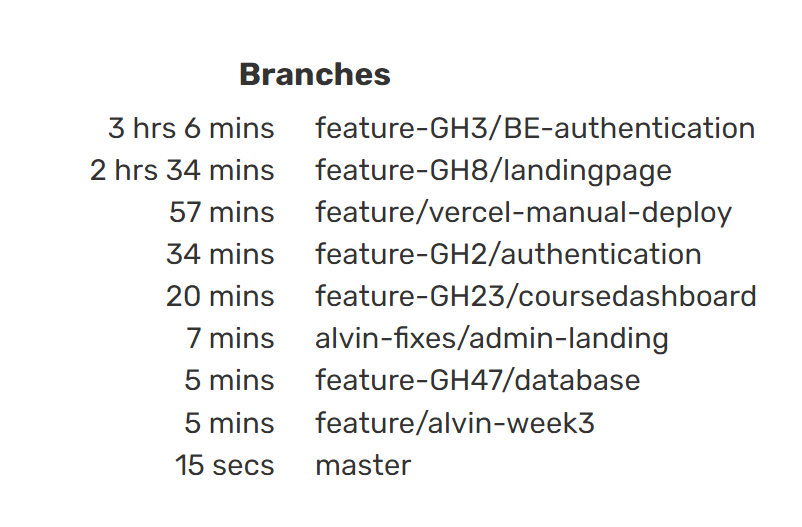 Branches
3 hrs 6 mins feature-GH3/BE-authentication
2 hrs 34 mins feature-GH8/landingpage
57 mins feature/vercel-manual-deploy
34 mins feature-GH2/authentication
20 mins feature-GH23/coursedashboard
7 mins alvin-fixes/admin-landing
5 mins feature-GH47/database
5 mins feature/alvin-week3
15 secs master